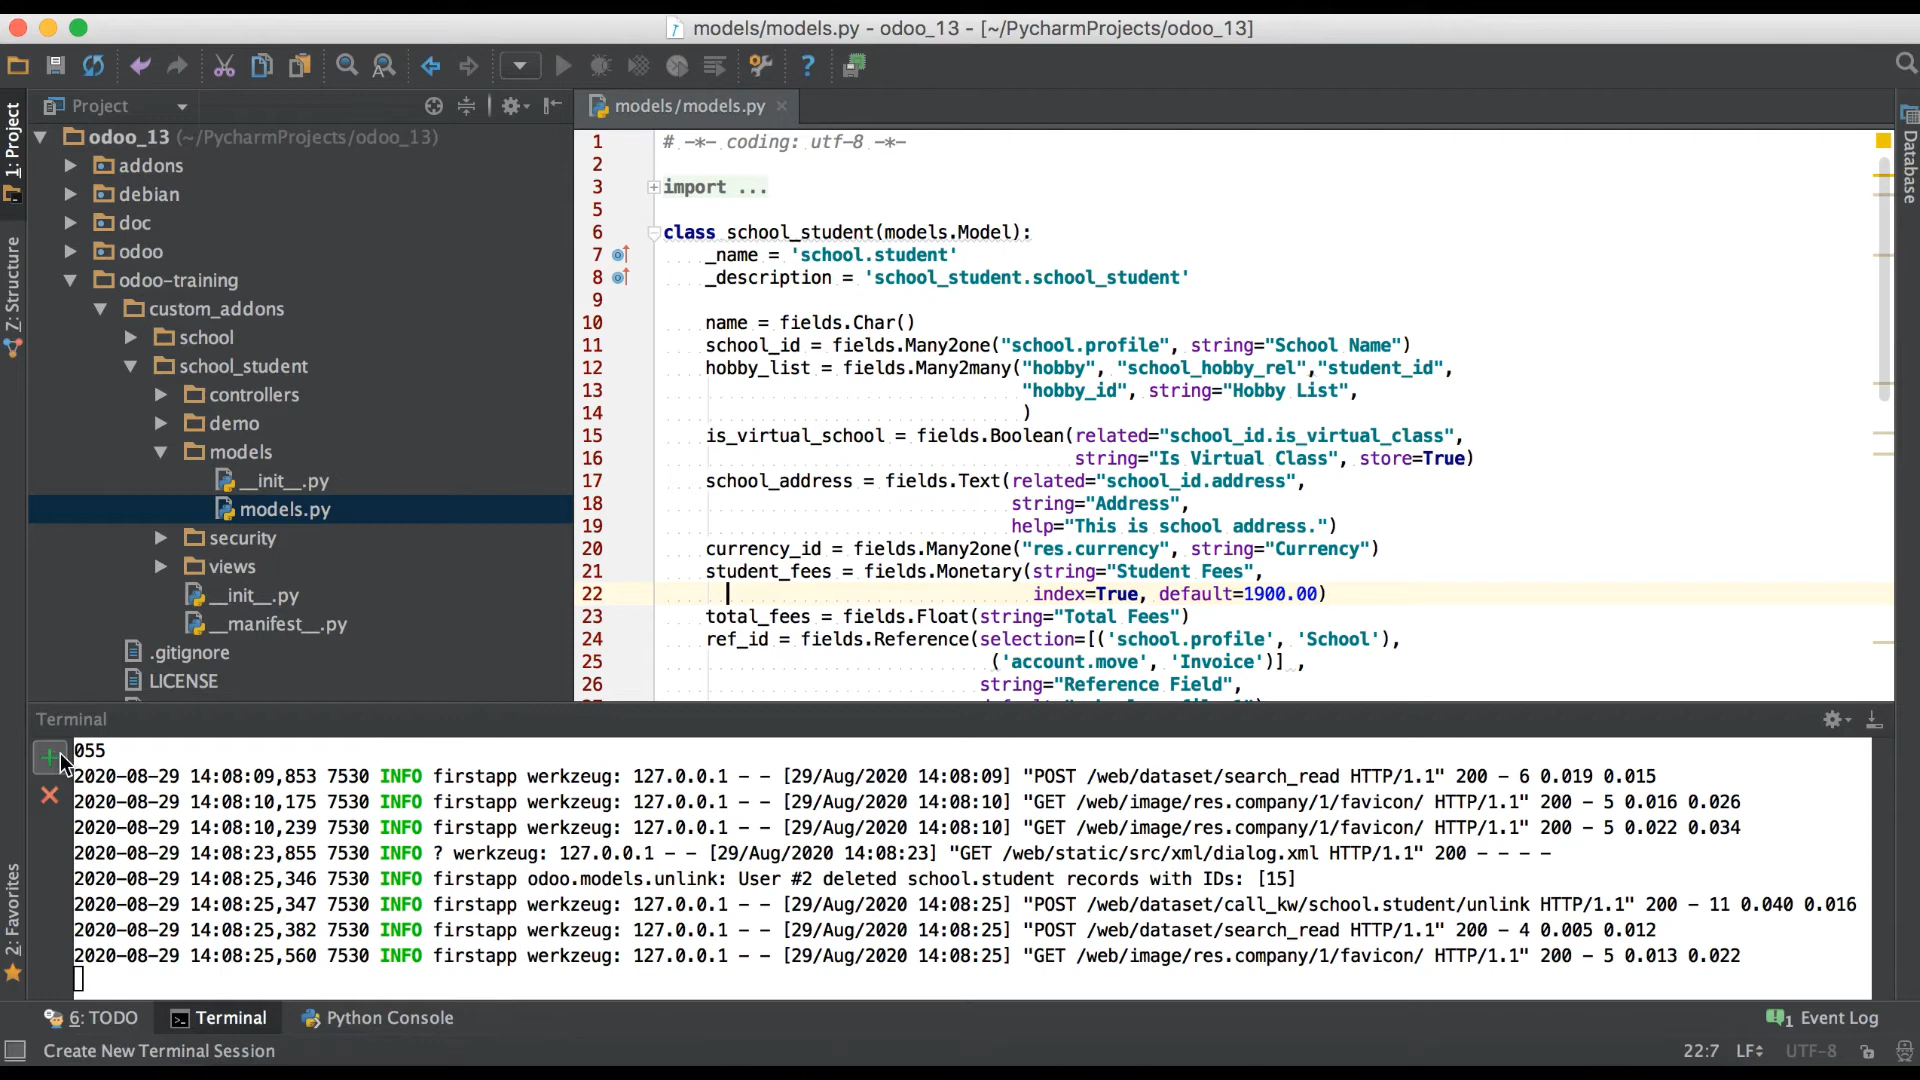 models/models.py - odoo_13 - [~/PycharmProjects/odoo_13]
1: Project
Project
models/models.py
odoo_13 (~/PycharmProjects/odoo_13)
addons
debian
doc
odoo
odoo-training
custom_addons
school
school_student
controllers
demo
models
__init__.py
models.py
security
views
__init__.py
__manifest__.py
.gitignore
LICENSE
Z: Structure
2: Favorites
Database
1 # -*- coding: utf-8 -*-
2
3 import ...
5
6 class school_student(models.Model):
7 _name = 'school.student'
8 _description = 'school_student.school_student'
9
10 name = fields.Char()
11 school_id = fields.Many2one("school.profile", string="School Name")
12 hobby_list = fields.Many2many("hobby", "school_hobby_rel","student_id",
13 "hobby_id", string="Hobby List",
14 )
15 is_virtual_school = fields.Boolean(related="school_id.is_virtual_class",
16 string="Is Virtual Class", store=True)
17 school_address = fields.Text(related="school_id.address",
18 string="Address",
19 help="This is school address.")
20 currency_id = fields.Many2one("res.currency", string="Currency")
21 student_fees = fields.Monetary(string="Student Fees",
22 index=True, default=1900.00)
23 total_fees = fields.Float(string="Total Fees")
24 ref_id = fields.Reference(selection=[('school.profile', 'School'),
25 ('account.move', 'Invoice')] ,
26 string="Reference Field",
Terminal
055
2020-08-29 14:08:09,853 7530 INFO firstapp werkzeug: 127.0.0.1 - - [29/Aug/2020 14:08:09] "POST /web/dataset/search_read HTTP/1.1" 200 - 6 0.019 0.015
2020-08-29 14:08:10,175 7530 INFO firstapp werkzeug: 127.0.0.1 - - [29/Aug/2020 14:08:10] "GET /web/image/res.company/1/favicon/ HTTP/1.1" 200 - 5 0.016 0.026
2020-08-29 14:08:10,239 7530 INFO firstapp werkzeug: 127.0.0.1 - - [29/Aug/2020 14:08:10] "GET /web/image/res.company/1/favicon/ HTTP/1.1" 200 - 5 0.022 0.034
2020-08-29 14:08:23,855 7530 INFO ? werkzeug: 127.0.0.1 - - [29/Aug/2020 14:08:23] "GET /web/static/src/xml/dialog.xml HTTP/1.1" 200 - - - -
2020-08-29 14:08:25,346 7530 INFO firstapp odoo.models.unlink: User #2 deleted school.student records with IDs: [15]
2020-08-29 14:08:25,347 7530 INFO firstapp werkzeug: 127.0.0.1 - - [29/Aug/2020 14:08:25] "POST /web/dataset/call_kw/school.student/unlink HTTP/1.1" 200 - 11 0.040 0.016
2020-08-29 14:08:25,382 7530 INFO firstapp werkzeug: 127.0.0.1 - - [29/Aug/2020 14:08:25] "POST /web/dataset/search_read HTTP/1.1" 200 - 4 0.005 0.012
2020-08-29 14:08:25,560 7530 INFO firstapp werkzeug: 127.0.0.1 - - [29/Aug/2020 14:08:25] "GET /web/image/res.company/1/favicon/ HTTP/1.1" 200 - 5 0.013 0.022
6: TODO
Terminal
Python Console
1 Event Log
Create New Terminal Session
22:7 LF UTF-8